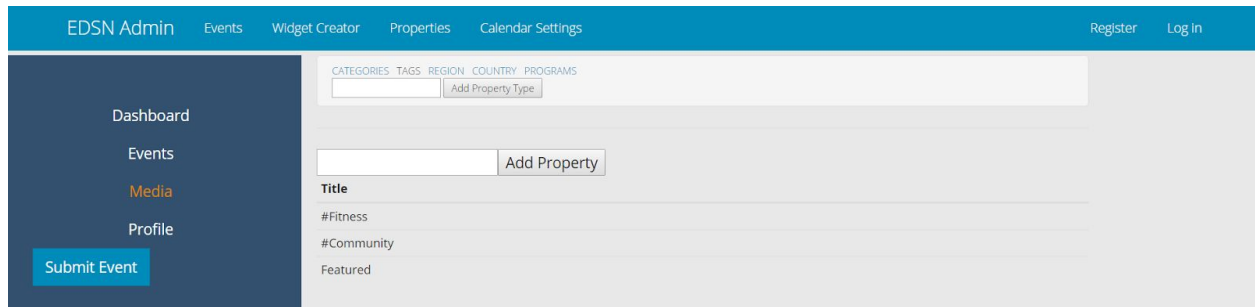 EDSN Admin Events Widget Creator Properties Calendar Settings Register Log in
CATEGORIES TAGS REGION COUNTRY PROGRAMS
Add Property Type
Dashboard
Events
Media
Profile
Submit Event
Add Property
Title
#Fitness
#Community
Featured